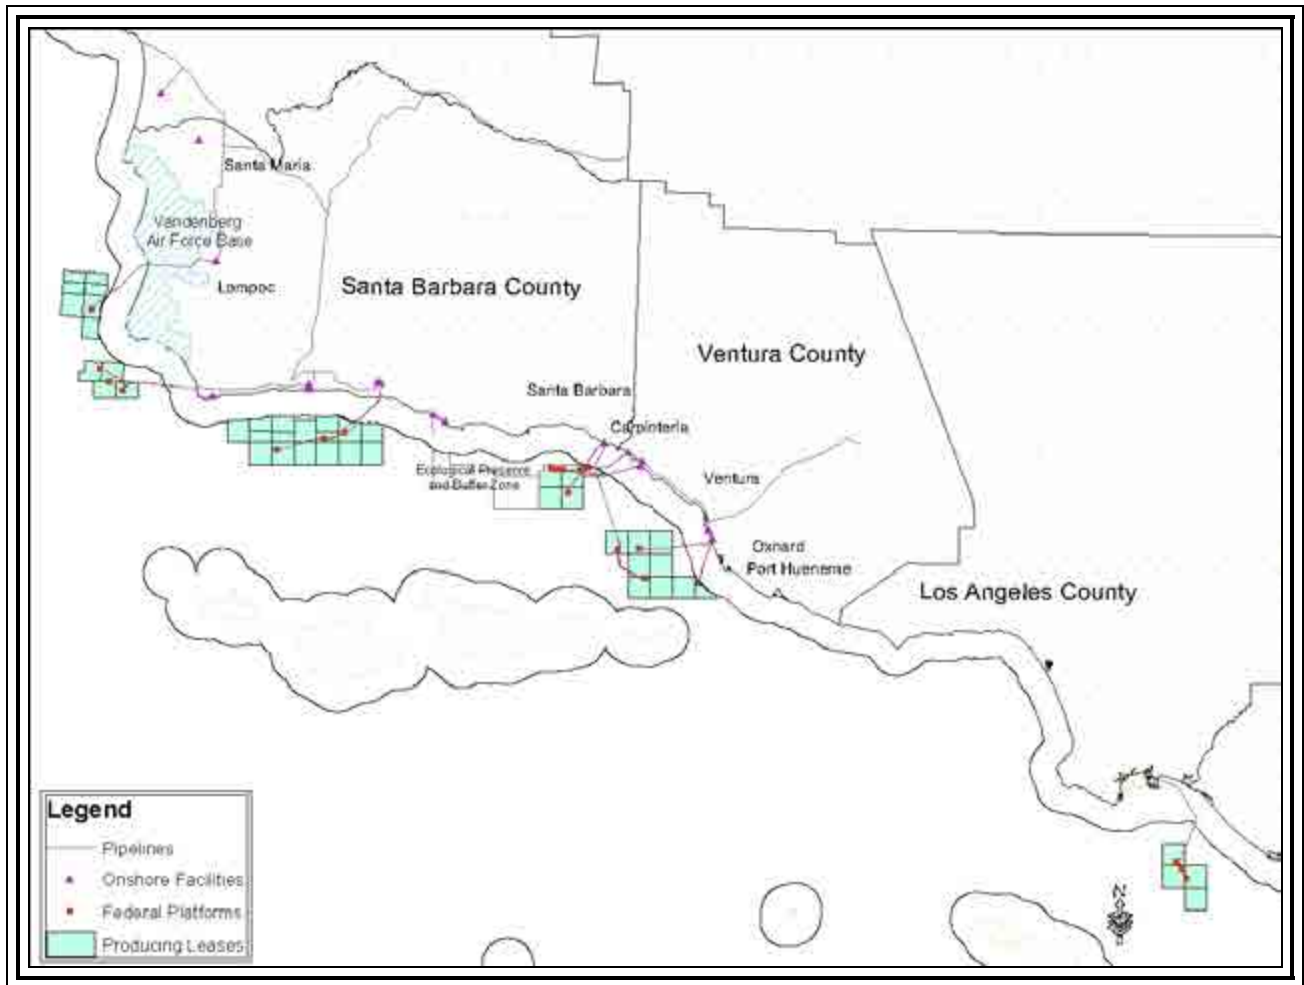 Santa Maria
Vandenberg
Air Force Base
Lompoc
Santa Barbara County
Ventura County
Santa Barbara
Carpinteria
Ecological Preserve
and Buffer Zone
Ventura
Oxnard
Port Hueneme
Los Angeles County
Legend
Pipelines
Onshore Facilities
Federal Platforms
Producing Leases
N